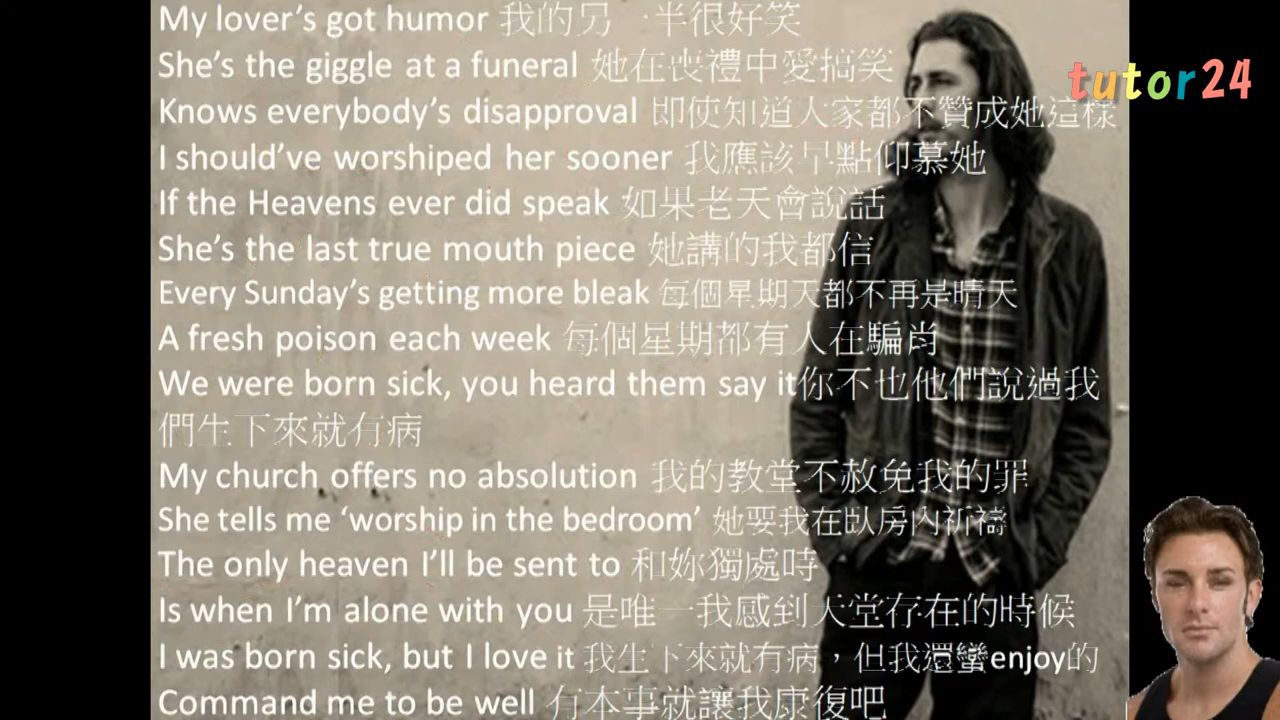 My lover's got humor 我的另一半很好笑
tutor24
She's the giggle at a funeral 她在喪禮中愛搞笑
Knows everybody's disapproval 即使知道人家都不贊成她這樣
I should've worshiped her sooner 我應該早點仰慕她
If the Heavens ever did speak 如果老天會說話
She's the last true mouth piece 她講的我都信
Every Sunday's getting more bleak 每個星期天都不再是晴天
A fresh poison each week 每個星期都有人在騙肖
We were born sick, you heard them say it你不也他們說過我
們生下來就有病
My church offers no absolution 我的教堂不赦免我的罪
She tells me ‘worship in the bedroom’ 她要我在臥房內祈禱
The only heaven I'll be sent to 和妳獨處時
Is when I'm alone with you 是唯一我感到天堂存在的時候
I was born sick, but I love it 我生下來就有病，但我還蠻enjoy的
Command me to be well 有本事就讓我康復吧